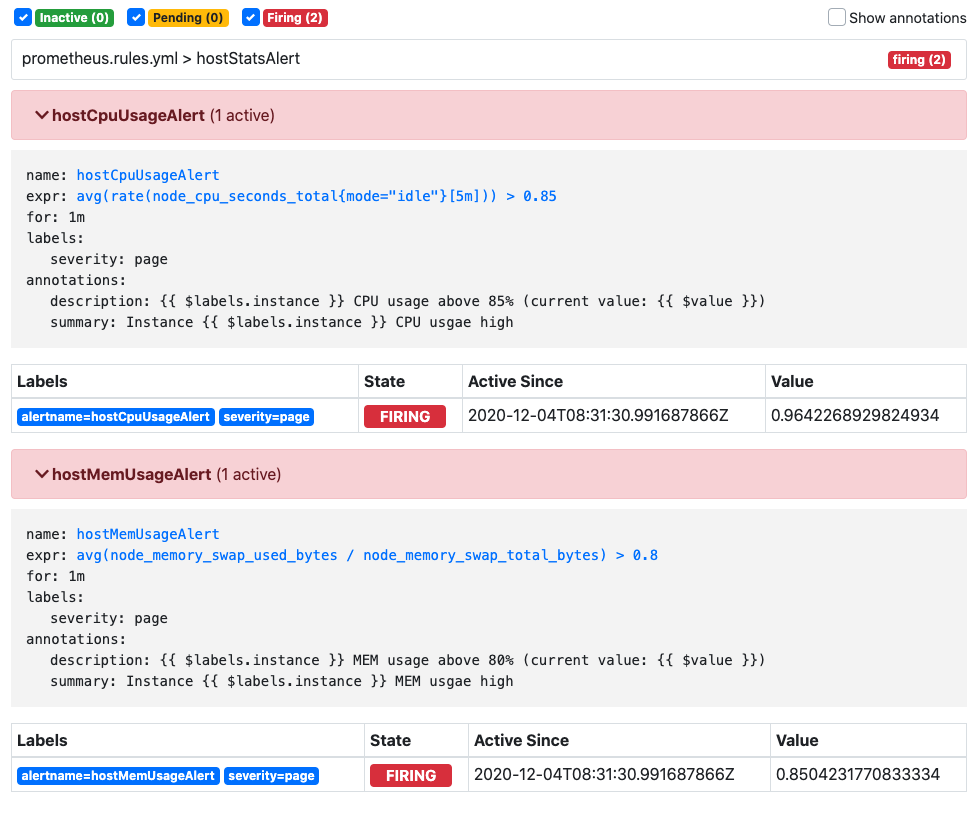 Inactive (0) Pending (0) Firing (2) Show annotations
prometheus.rules.yml > hostStatsAlert firing (2)
hostCpuUsageAlert (1 active)
name: hostCpuUsageAlert
expr: avg(rate(node_cpu_seconds_total{mode="idle"}[5m])) > 0.85
for: 1m
labels:
severity: page
annotations:
description: {{ $labels.instance }} CPU usage above 85% (current value: {{ $value }})
summary: Instance {{ $labels.instance }} CPU usgae high
Labels State Active Since Value
alertname=hostCpuUsageAlert severity=page FIRING 2020-12-04T08:31:30.991687866Z 0.9642268929824934
hostMemUsageAlert (1 active)
name: hostMemUsageAlert
expr: avg(node_memory_swap_used_bytes / node_memory_swap_total_bytes) > 0.8
for: 1m
labels:
severity: page
annotations:
description: {{ $labels.instance }} MEM usage above 80% (current value: {{ $value }})
summary: Instance {{ $labels.instance }} MEM usgae high
Labels State Active Since Value
alertname=hostMemUsageAlert severity=page FIRING 2020-12-04T08:31:30.991687866Z 0.8504231770833334